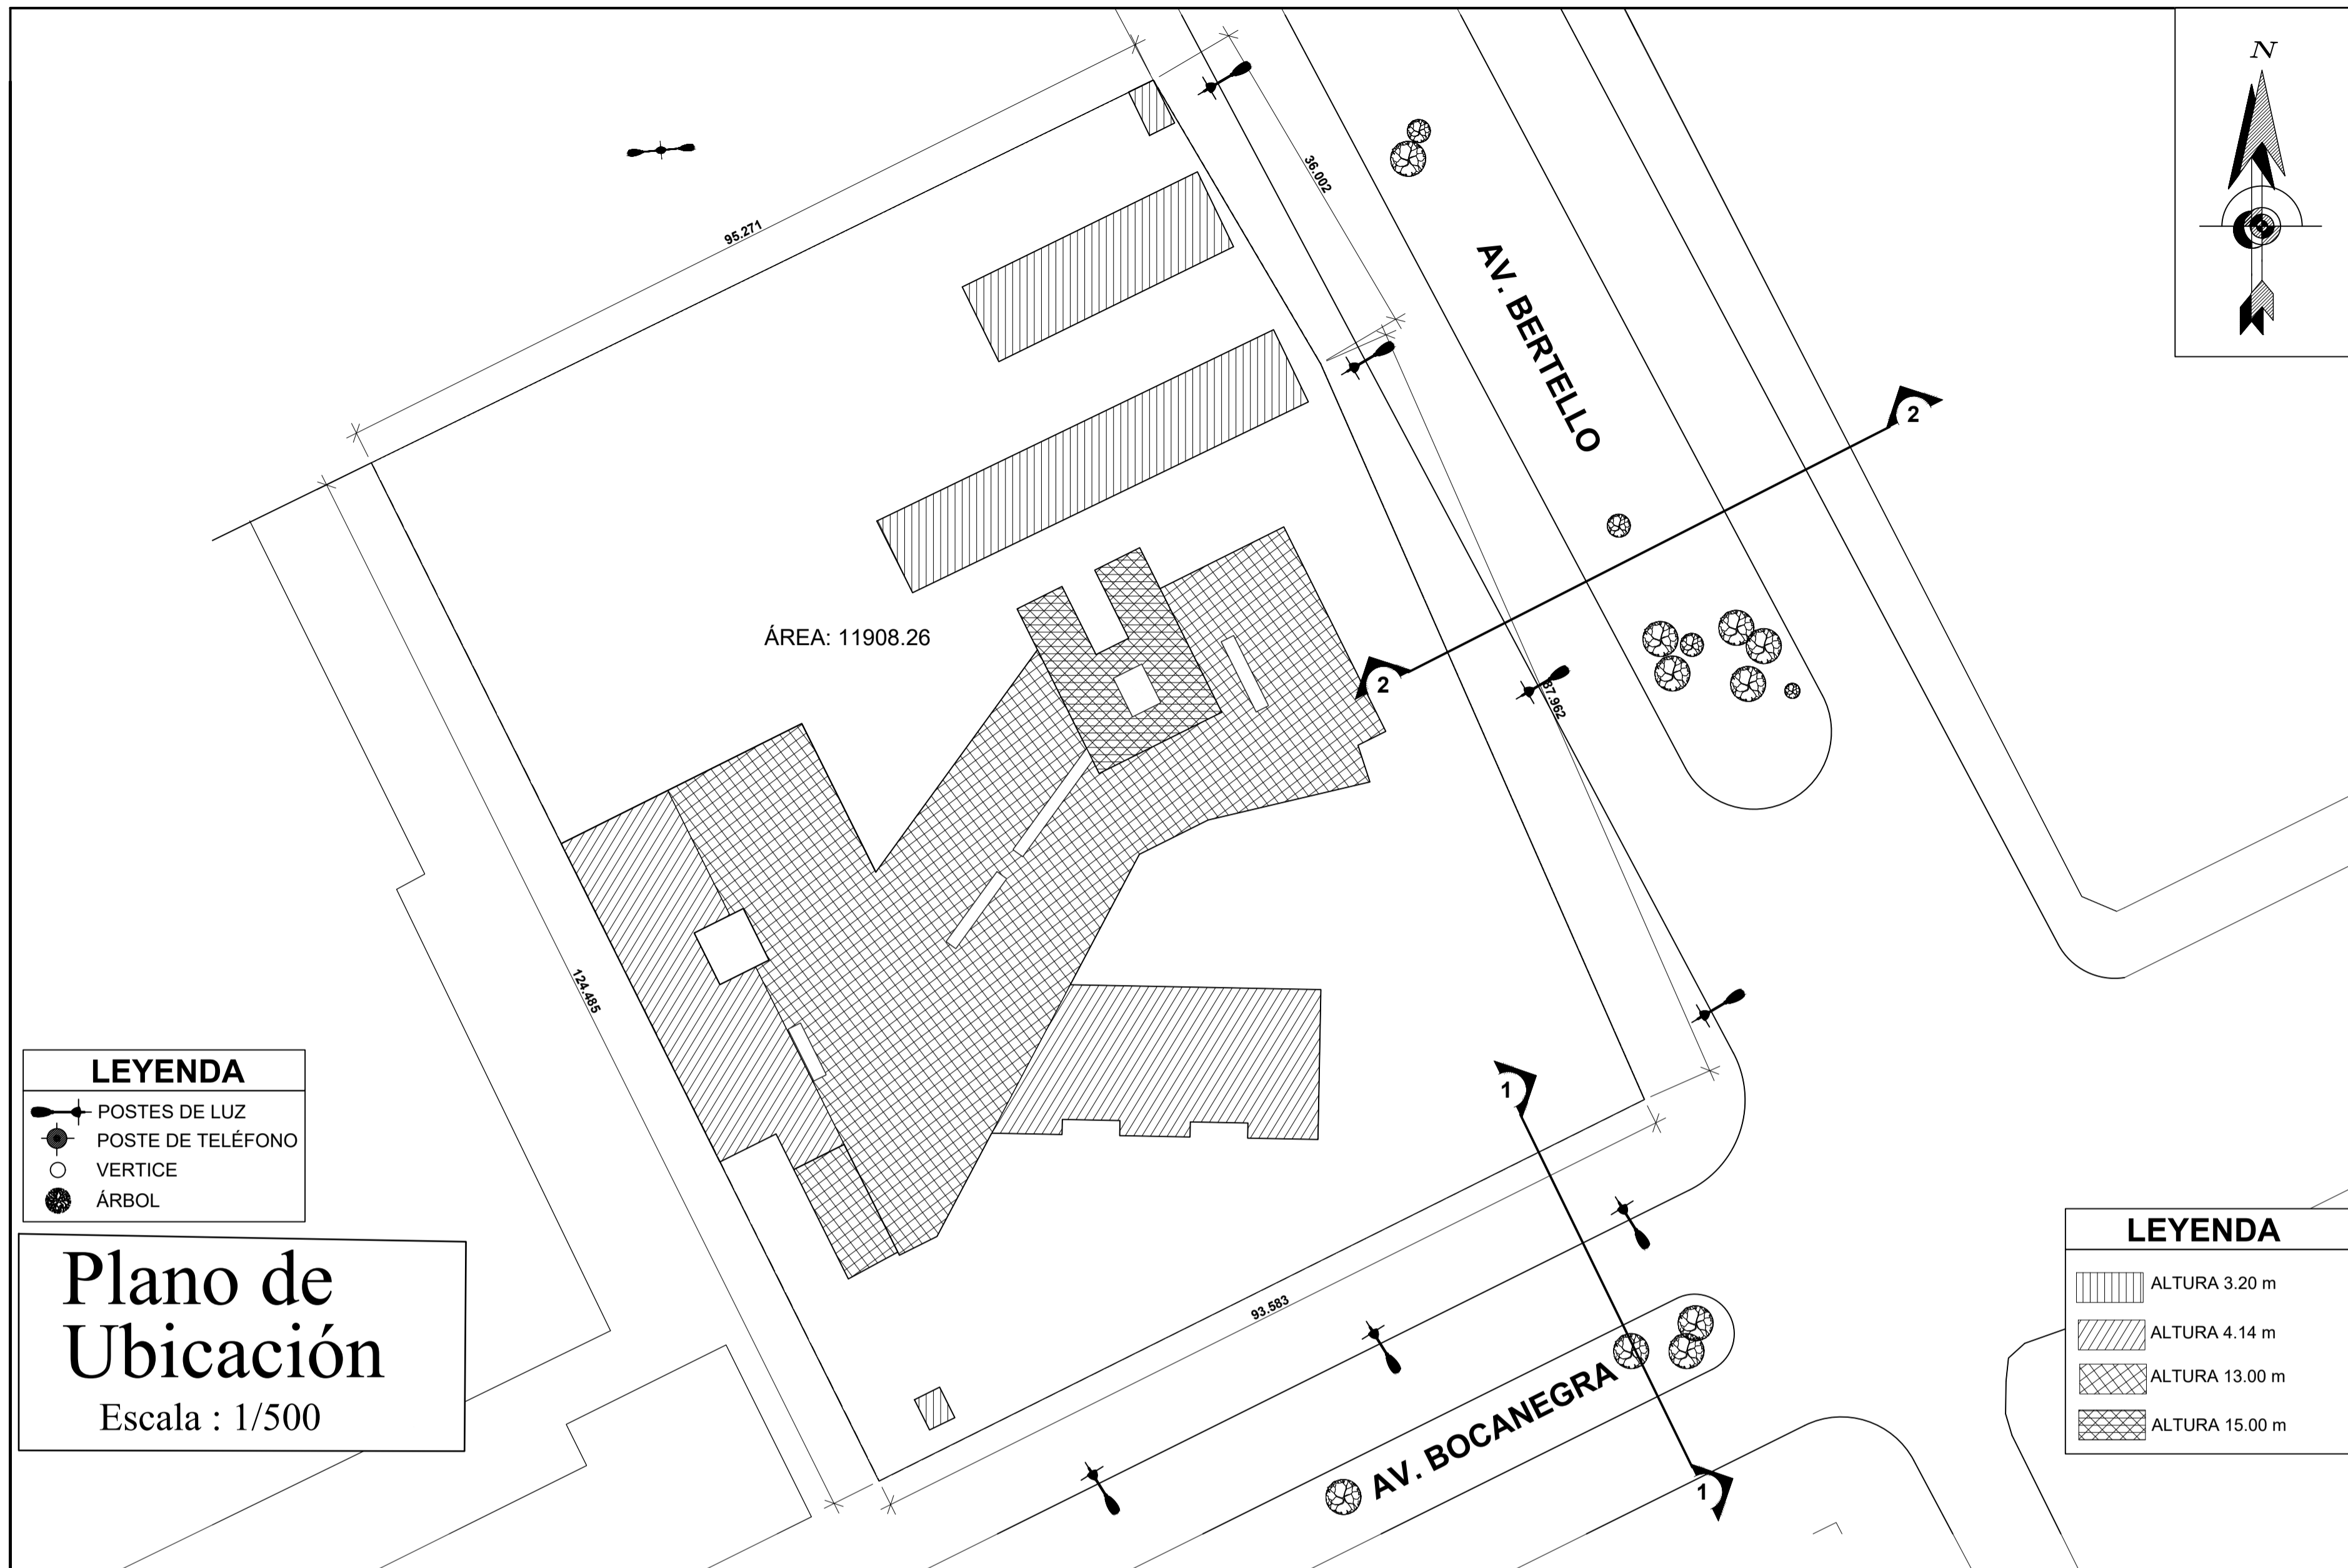 N
36.002
95.271
AV. BERTELLO
2
ÁREA: 11908.26
2
87.962
124.485
1
LEYENDA
POSTES DE LUZ
POSTE DE TELÉFONO
VERTICE
ÁRBOL
Plano de
Ubicación
Escala : 1/500
93.583
AV. BOCANEGRA
1
LEYENDA
ALTURA 3.20 m
ALTURA 4.14 m
ALTURA 13.00 m
ALTURA 15.00 m